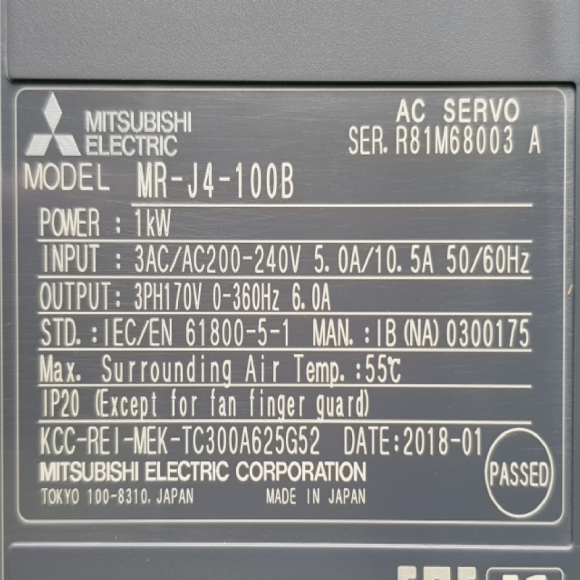 MITSUBISHI
ELECTRIC
AC SERVO
SER. R81M68003 A
MODEL MR-J4-100B
POWER : 1kW
INPUT : 3AC/AC200-240V 5.0A/10.5A 50/60Hz
OUTPUT: 3PH170V 0-360Hz 6.0A
STD.:IEC/EN 61800-5-1 MAN.:IB(NA)0300175
Max. Surrounding Air Temp.:55℃
IP20 (Except for fan finger guard)
KCC-REI-MEK-TC300A625G52 DATE:2018-01
MITSUBISHI ELECTRIC CORPORATION
TOKYO 100-8310, JAPAN MADE IN JAPAN
PASSED